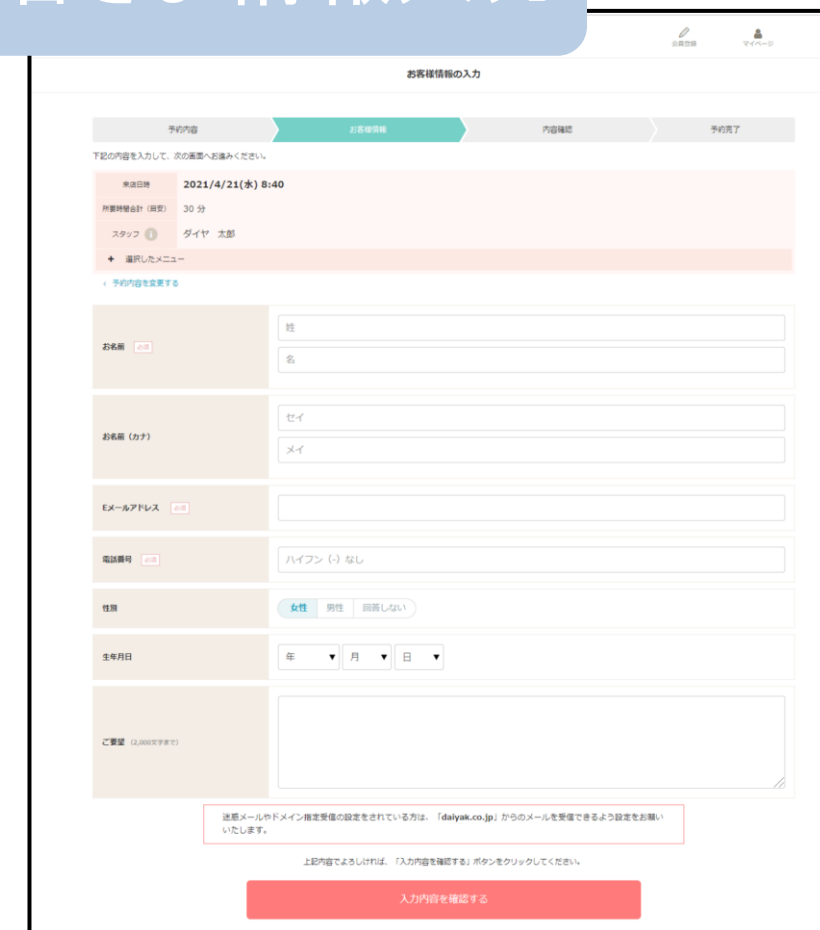 会員登録
マイページ
お客様情報の入力
予約内容
お客様情報
内容確認
予約完了
下記の内容を入力して、次の画面へお進みください。
来店日時 2021/4/21(水) 8:40
所要時間合計（目安） 30 分
スタッフ i ダイヤ 太郎
+ 選択したメニュー
‹ 予約内容を変更する
お名前 必須
姓
名
お名前（カナ）
セイ
メイ
Eメールアドレス 必須
電話番号 必須 ハイフン（-）なし
性別 女性 男性 回答しない
生年月日 年 ▼ 月 ▼ 日 ▼
ご要望 （2,000文字まで）
迷惑メールやドメイン指定受信の設定をされている方は、「daiyak.co.jp」からのメールを受信できるよう設定をお願い
いたします。
上記内容でよろしければ、「入力内容を確認する」ボタンをクリックしてください。
入力内容を確認する